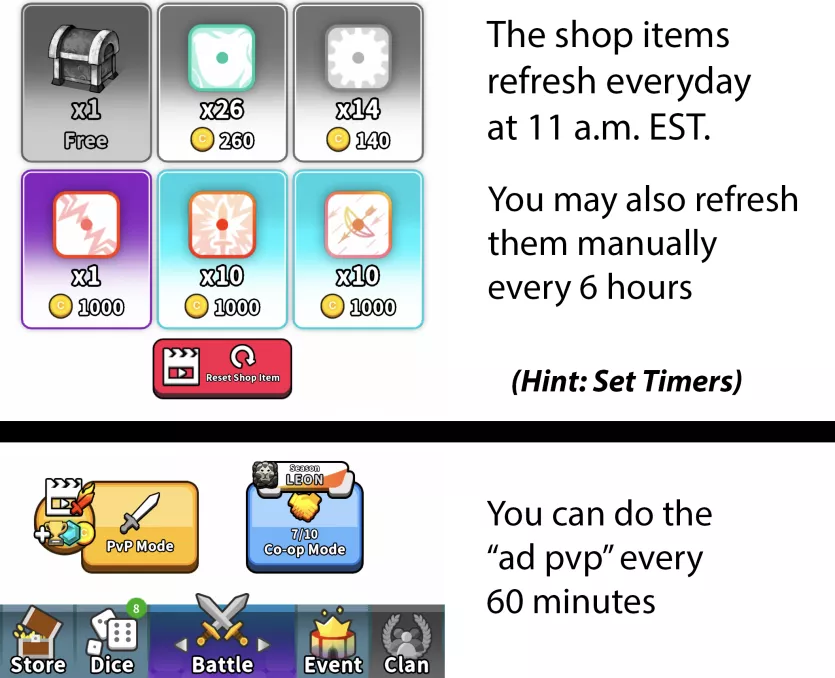 The shop items
refresh everyday
at 11 a.m. EST.
You may also refresh
them manually
every 6 hours
(Hint: Set Timers)
x1
Free
x26
C 260
x14
C 140
x1
C 1000
x10
C 1000
x10
C 1000
Reset Shop Item
You can do the
“ad pvp” every
60 minutes
PvP Mode
Season
LEON
7/10
Co-op Mode
Store
8
Dice
Battle
Event
Clan